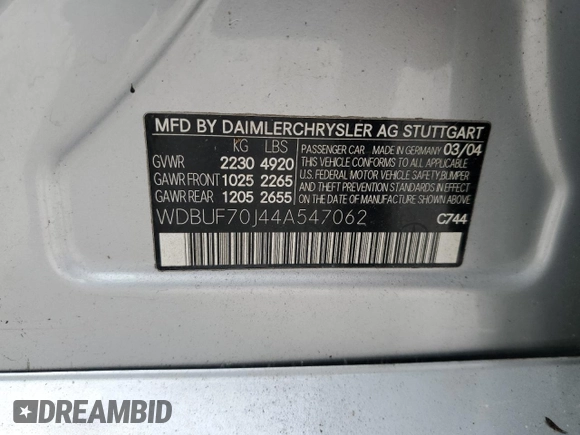 MFD BY DAIMLERCHRYSLER AG STUTTGART
KG LBS
GVWR 2230 4920
GAWR FRONT 1025 2265
GAWR REAR 1205 2655
PASSENGER CAR MADE IN GERMANY 03/04
THIS VEHICLE CONFORMS TO ALL APPLICABLE
U.S. FEDERAL MOTOR VEHICLE SAFETY,BUMPER
AND THEFT PREVENTION STANDARDS IN EFFECT
ON THE DATE OF MANUFACTURE SHOWN ABOVE.
WDBUF70J44A547062 C744
DREAMBID